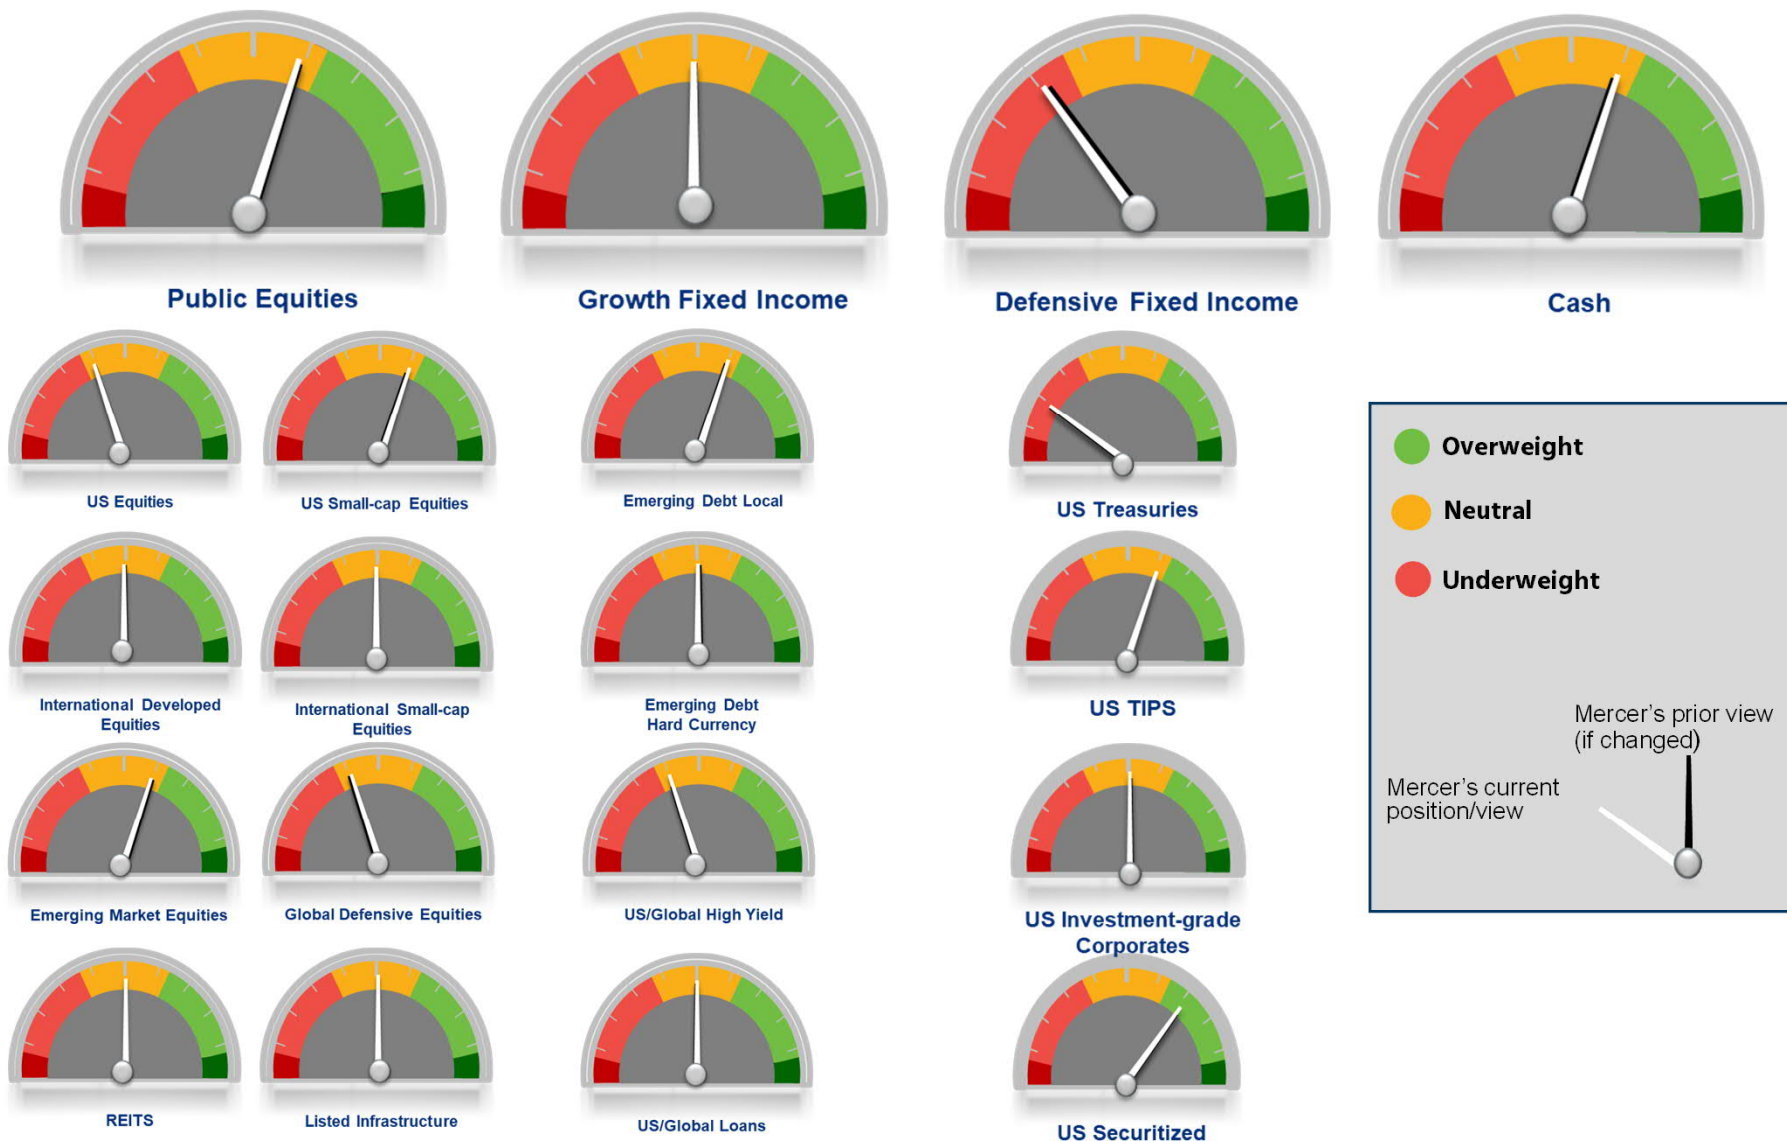 Public Equities
Growth Fixed Income
Defensive Fixed Income
Cash
US Equities
US Small-cap Equities
Emerging Debt Local
US Treasuries
International Developed
Equities
International Small-cap
Equities
Emerging Debt
Hard Currency
US TIPS
Emerging Market Equities
Global Defensive Equities
US/Global High Yield
US Investment-grade
Corporates
REITS
Listed Infrastructure
US/Global Loans
US Securitized
Overweight
Neutral
Underweight
Mercer's prior view
(if changed)
Mercer's current
position/view